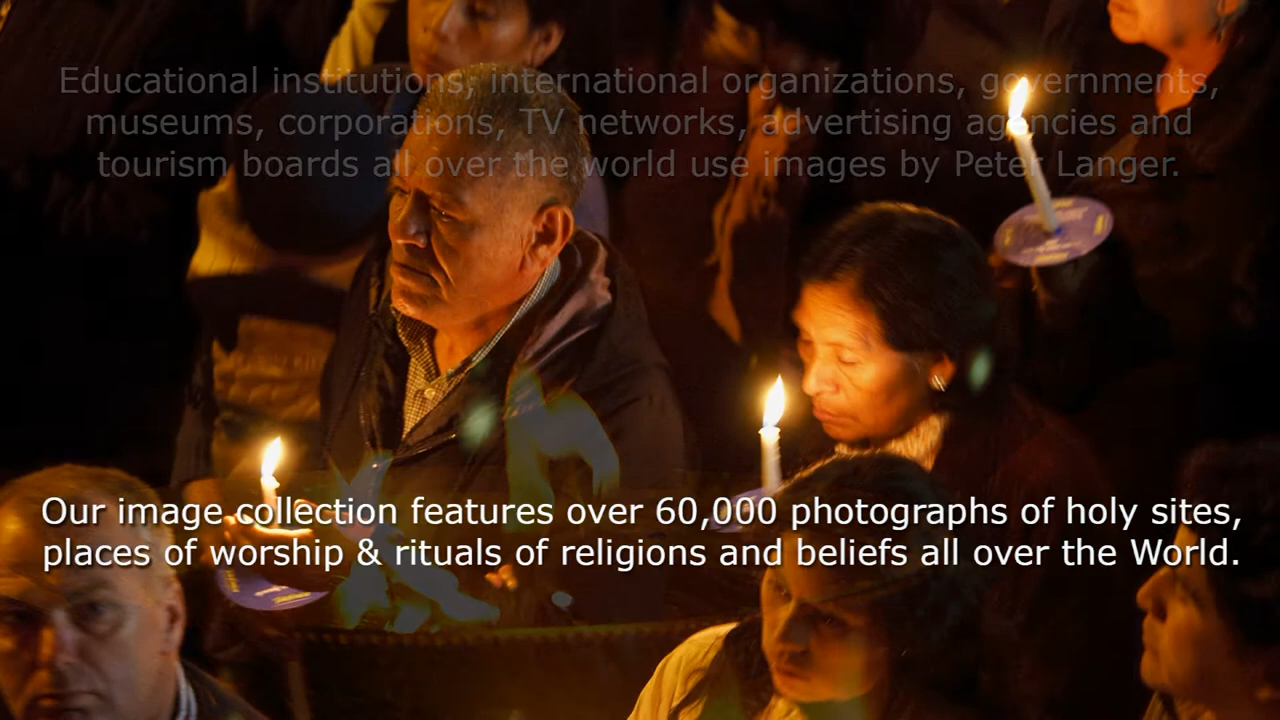 Educational institutions, international organizations, governments,
museums, corporations, TV networks, advertising agencies and
tourism boards all over the world use images by Peter Langer.
Our image collection features over 60,000 photographs of holy sites,
places of worship & rituals of religions and beliefs all over the World.